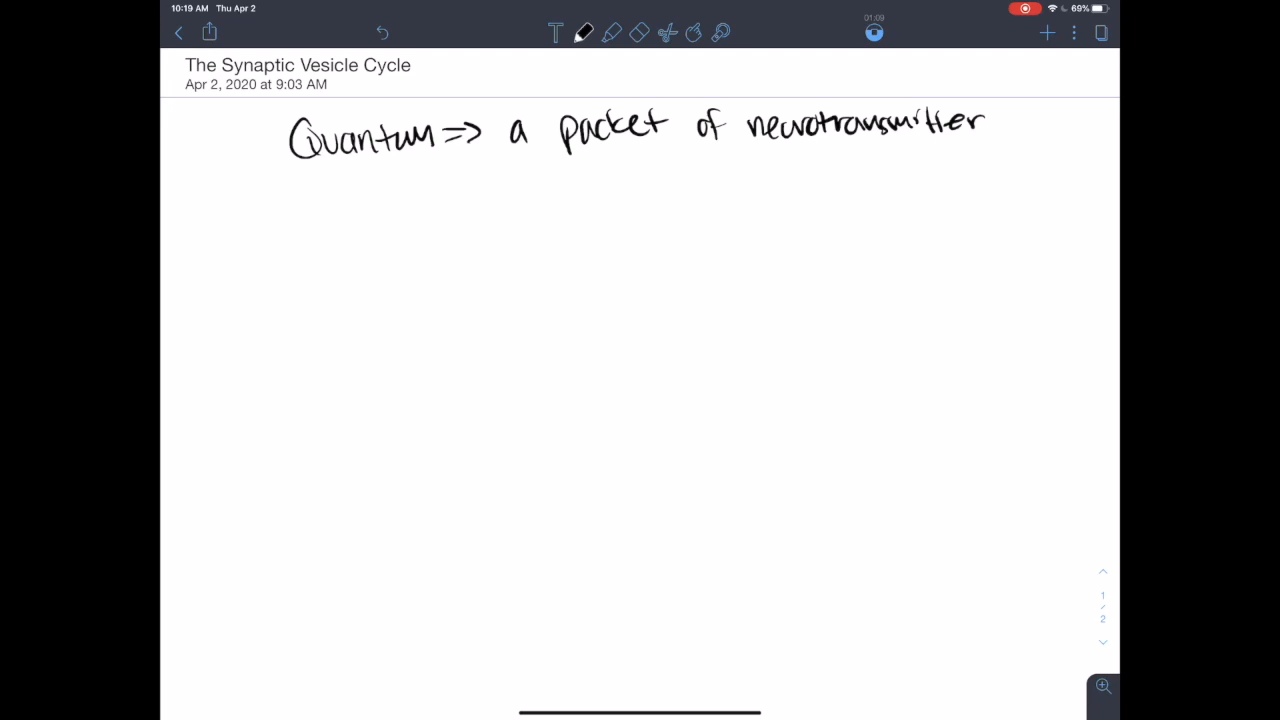 10:19 AM Thu Apr 2
69%
01:09
T
The Synaptic Vesicle Cycle
Apr 2, 2020 at 9:03 AM
Quantum => a packet of neurotransmitter
1
/
2